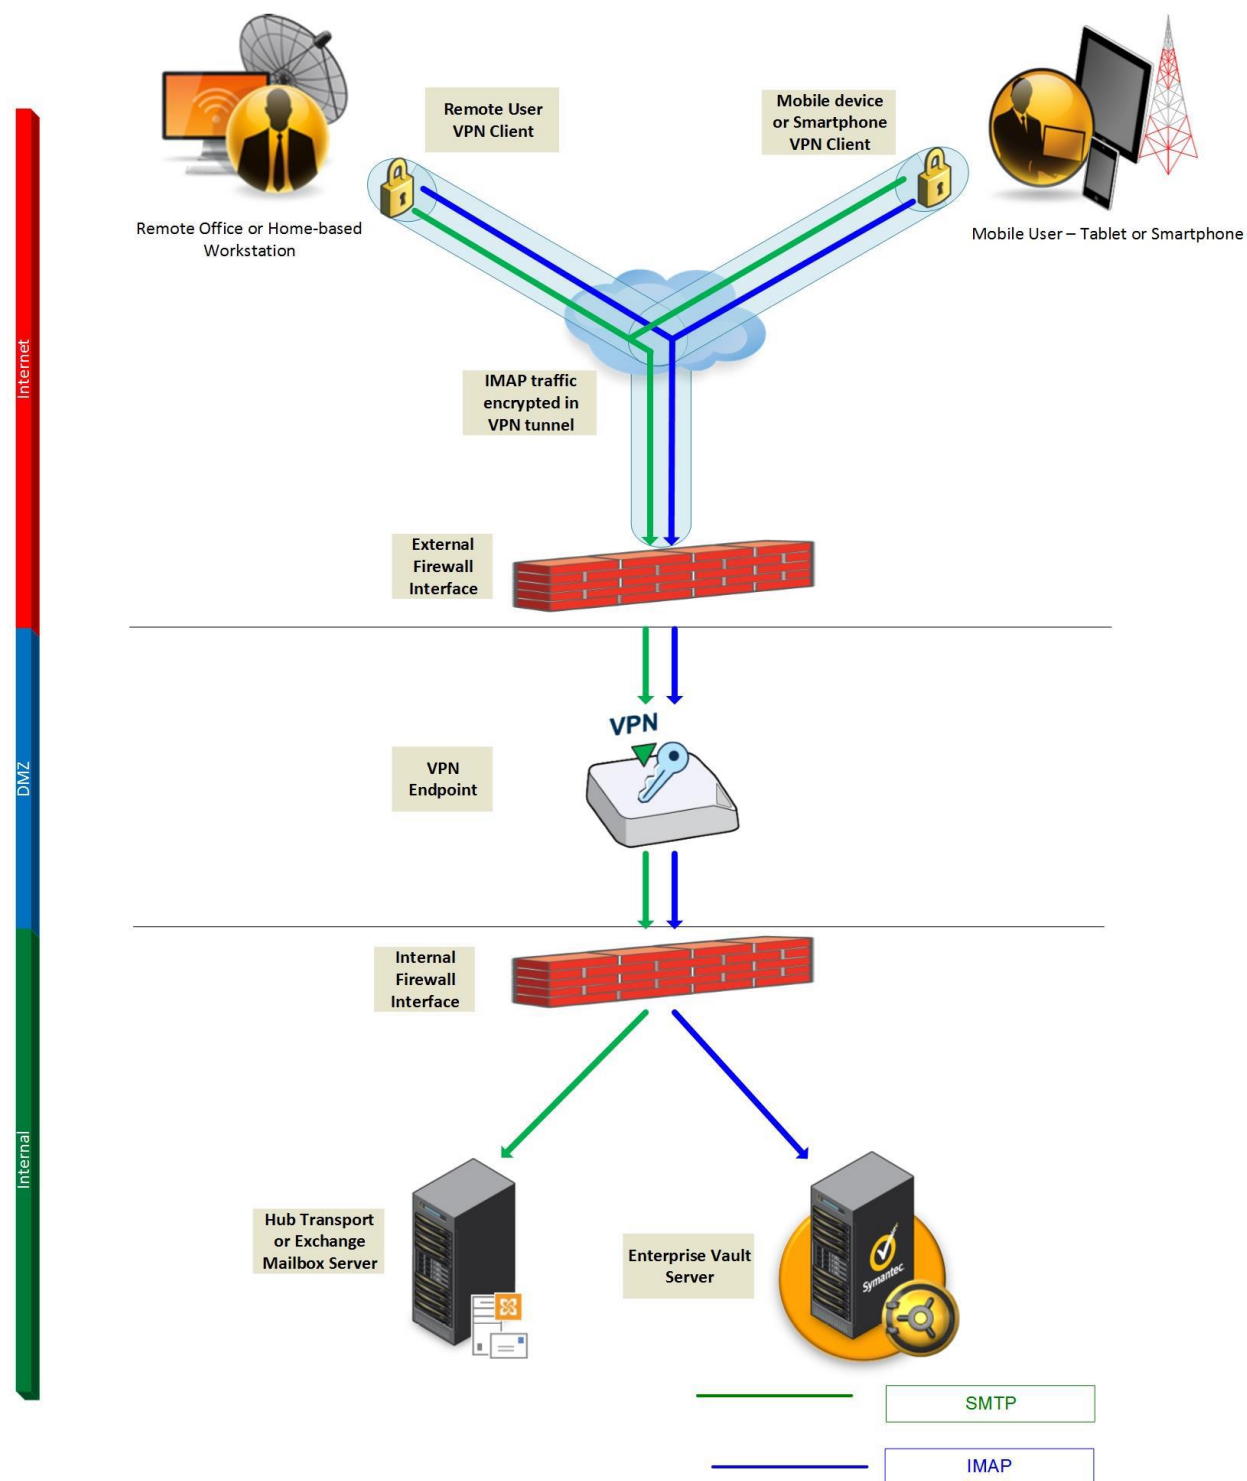 Remote User
VPN Client
Mobile device
or Smartphone
VPN Client
Remote Office or Home-based
Workstation
Mobile User – Tablet or Smartphone
Internet
IMAP traffic
encrypted in
VPN tunnel
External
Firewall
Interface
DMZ
VPN
VPN
Endpoint
Internal
Internal
Firewall
Interface
Hub Transport
or Exchange
Mailbox Server
Enterprise Vault
Server
Symantec
SMTP
IMAP